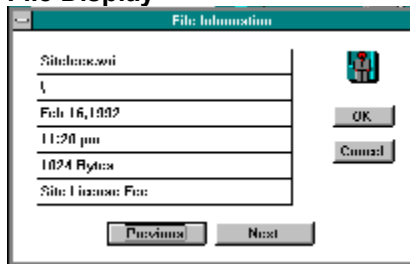 File Display
File Information
Sitelicen.wri
\
Feb 16,1992
11:20 pm
1024 Bytes
Site License Fee
OK
Cancel
Previous
Next